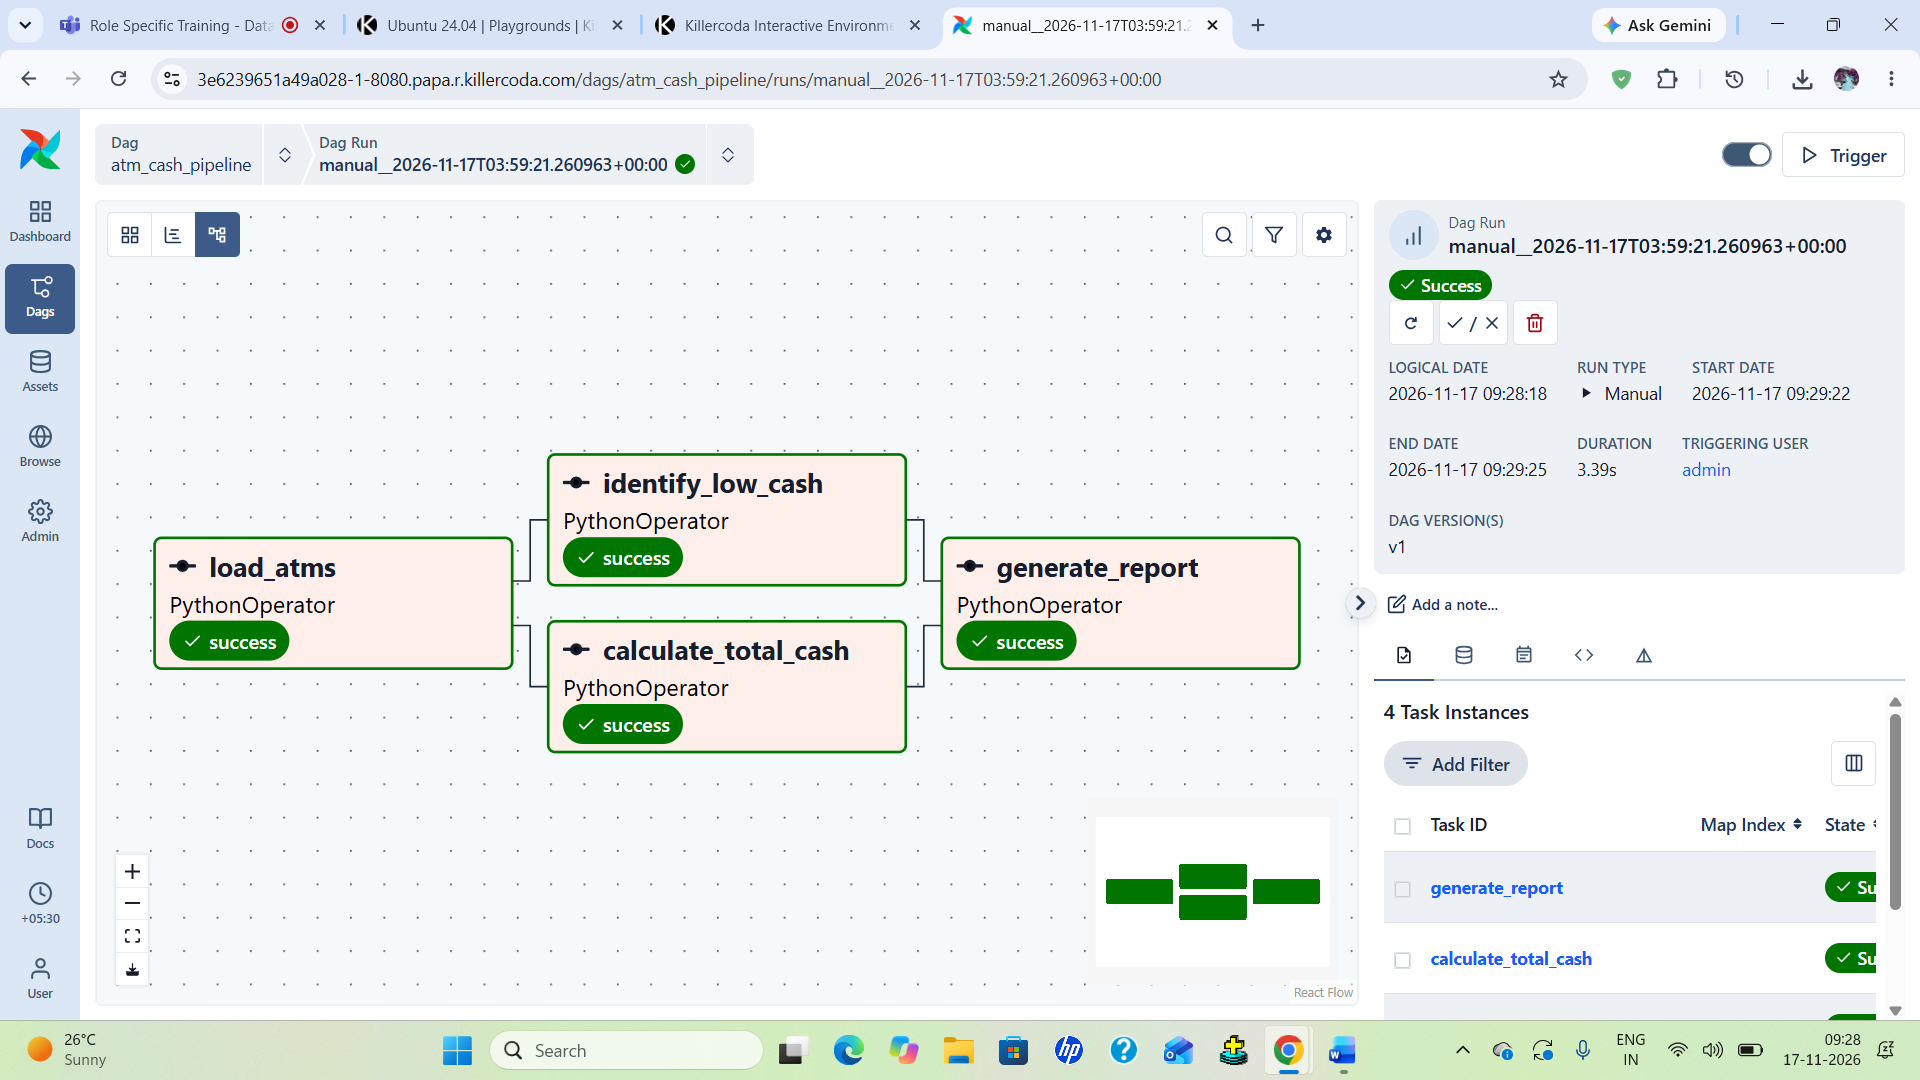 Role Specific Training - Data
Ubuntu 24.04 | Playgrounds | Ki
Killercoda Interactive Environme
manual__2026-11-17T03:59:21.2
Ask Gemini
3e6239651a49a028-1-8080.papa.r.killercoda.com/dags/atm_cash_pipeline/runs/manual__2026-11-17T03:59:21.260963+00:00
Dag
atm_cash_pipeline
Dag Run
manual__2026-11-17T03:59:21.260963+00:00
Trigger
Dashboard
Dags
Assets
Browse
Admin
Docs
+05:30
User
load_atms
PythonOperator
success
identify_low_cash
PythonOperator
success
calculate_total_cash
PythonOperator
success
generate_report
PythonOperator
success
React Flow
Dag Run
manual__2026-11-17T03:59:21.260963+00:00
Success
/
LOGICAL DATE
2026-11-17 09:28:18
RUN TYPE
Manual
START DATE
2026-11-17 09:29:22
END DATE
2026-11-17 09:29:25
DURATION
3.39s
TRIGGERING USER
admin
DAG VERSION(S)
v1
Add a note...
4 Task Instances
Add Filter
Task ID Map Index State
generate_report Su
calculate_total_cash Su
26°C
Sunny
Search
ENG
IN
09:28
17-11-2026